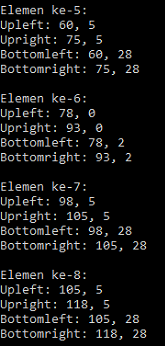 Elemen ke-5:
Upleft: 60, 5
Upright: 75, 5
Bottomleft: 60, 28
Bottomright: 75, 28
Elemen ke-6:
Upleft: 78, 0
Upright: 93, 0
Bottomleft: 78, 2
Bottomright: 93, 2
Elemen ke-7:
Upleft: 98, 5
Upright: 105, 5
Bottomleft: 98, 28
Bottomright: 105, 28
Elemen ke-8:
Upleft: 105, 5
Upright: 118, 5
Bottomleft: 105, 28
Bottomright: 118, 28